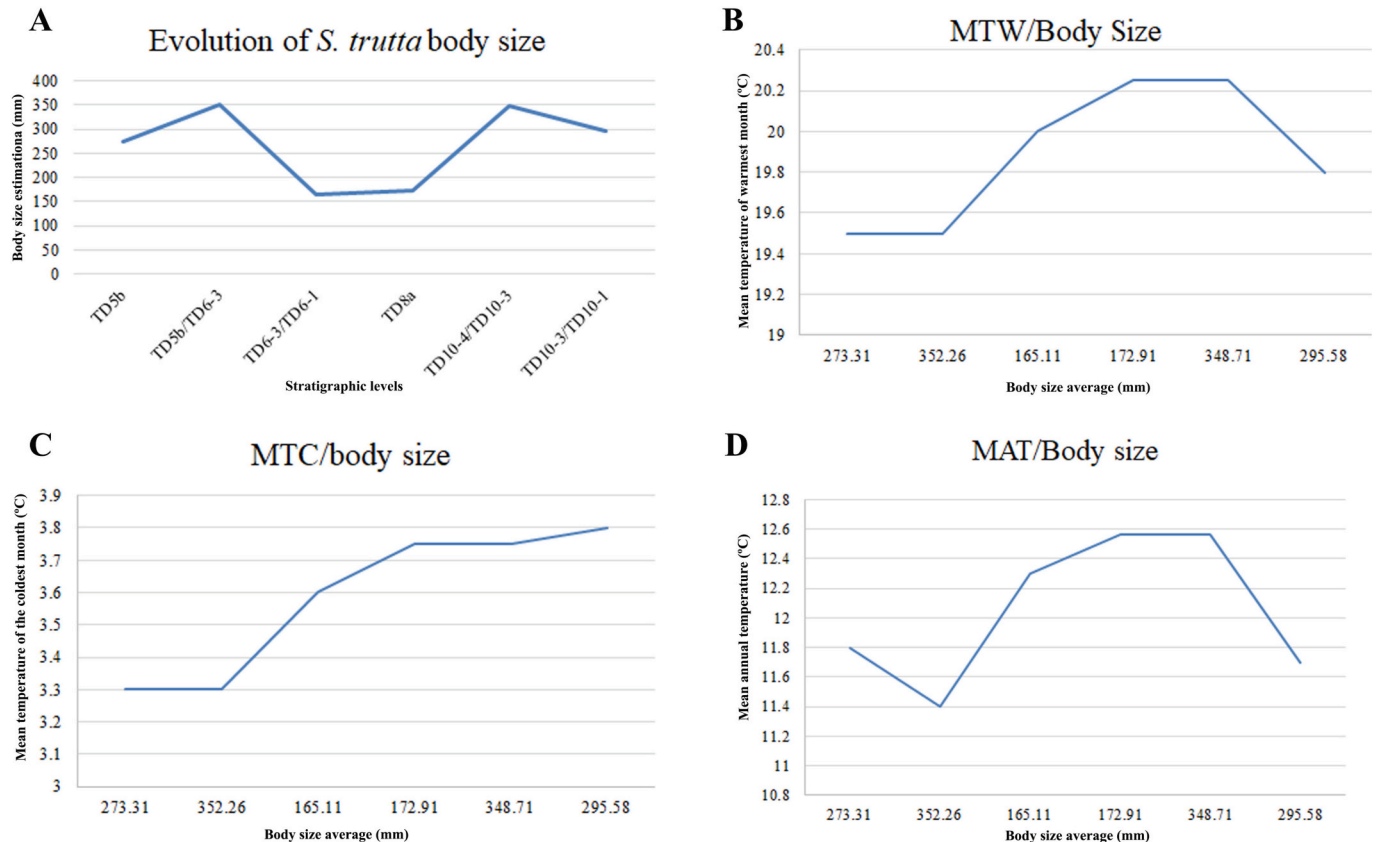 A
Evolution of S. trutta body size
Body size estimationa (mm)
400
350
300
250
200
150
100
50
0
TD5b
TD5b/TD6-3
TD6-3/TD6-1
TD8a
TD10-4/TD10-3
TD10-3/TD10-1
Stratigraphic levels
B
MTW/Body Size
Mean temperature of warmest month (°C)
20.4
20.2
20
19.8
19.6
19.4
19.2
19
273.31 352.26 165.11 172.91 348.71 295.58
Body size average (mm)
C
MTC/body size
Mean temperature of the coldest month (°C)
3.9
3.8
3.7
3.6
3.5
3.4
3.3
3.2
3.1
3
273.31 352.26 165.11 172.91 348.71 295.58
Body size average (mm)
D
MAT/Body size
Mean annual temperature (°C)
12.8
12.6
12.4
12.2
12
11.8
11.6
11.4
11.2
11
10.8
273.31 352.26 165.11 172.91 348.71 295.58
Body size average (mm)